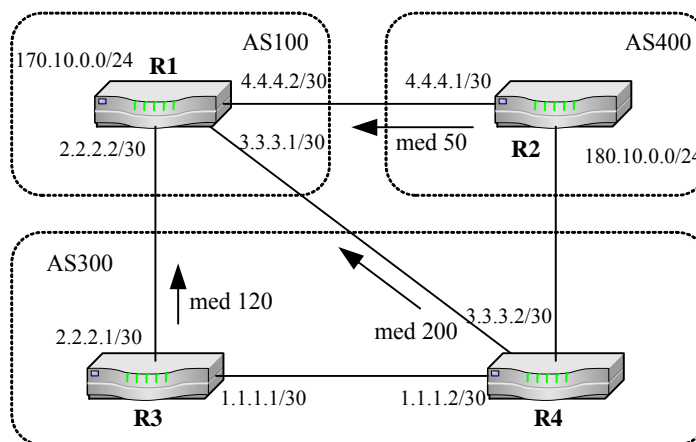 AS100
AS400
170.10.0.0/24
R1
4.4.4.2/30
4.4.4.1/30
2.2.2.2/30
3.3.3.1/30
med 50
R2
180.10.0.0/24
AS300
med 120
med 200
3.3.3.2/30
2.2.2.1/30
R3
1.1.1.1/30
1.1.1.2/30
R4